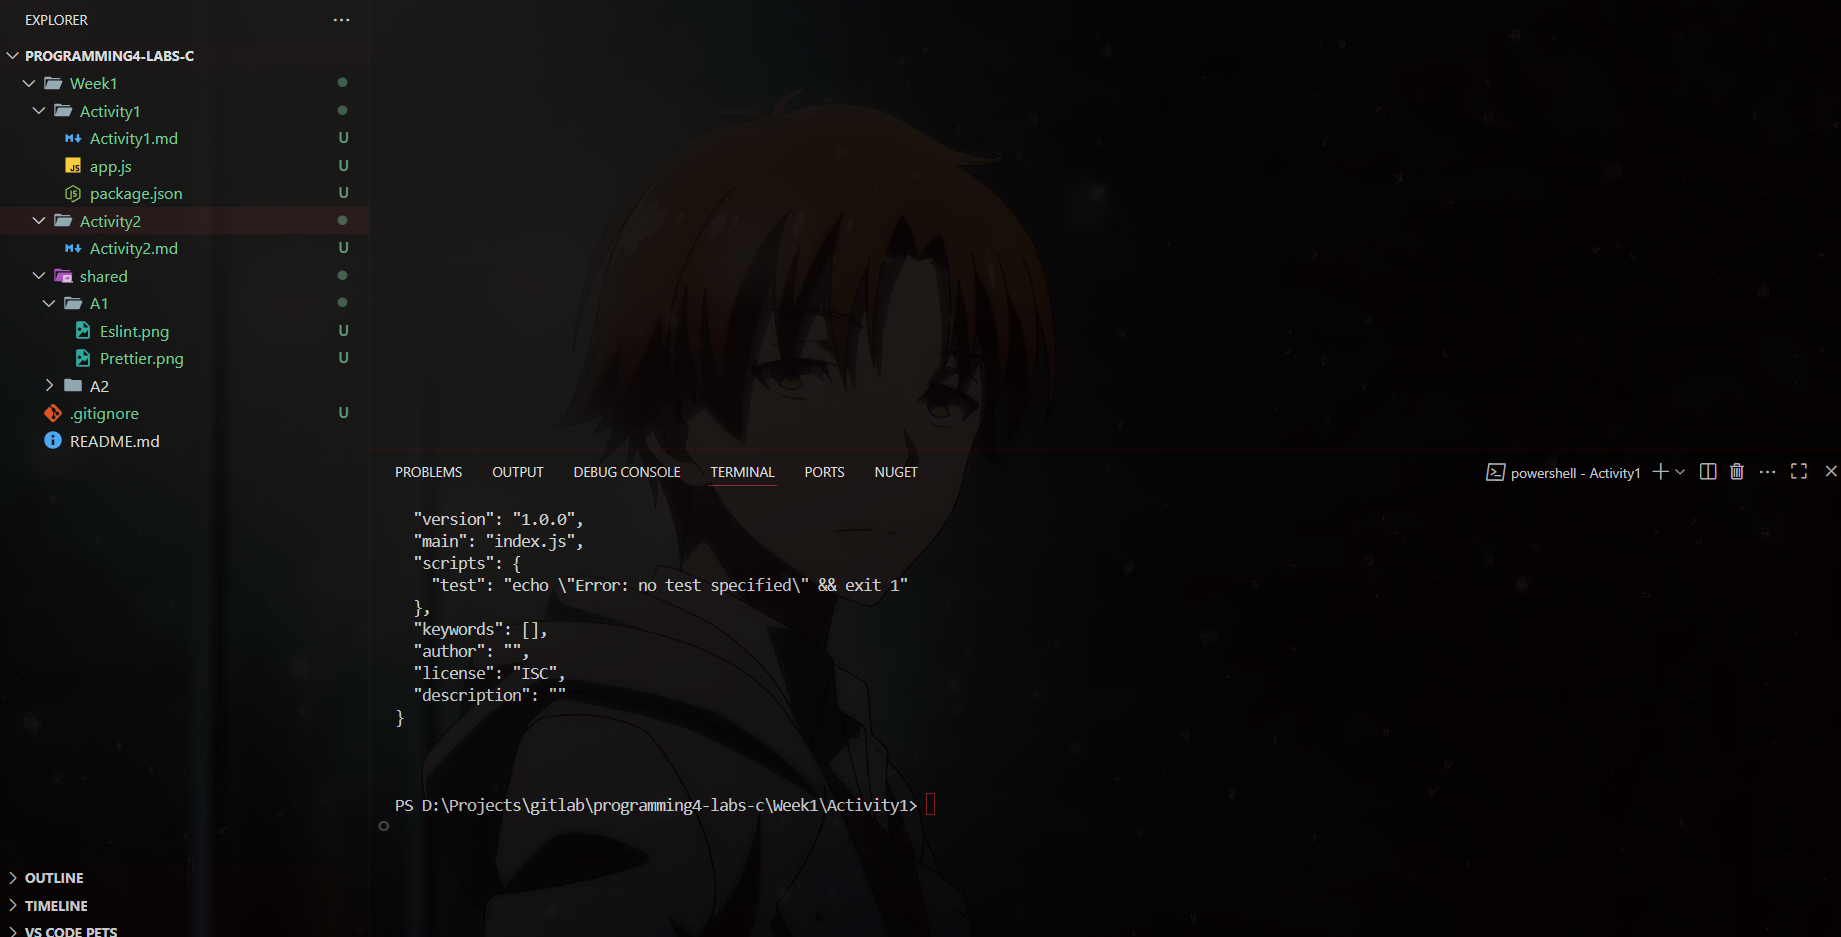 EXPLORER
PROGRAMMING4-LABS-C
Week1
Activity1
Activity1.md U
app.js U
package.json U
Activity2
Activity2.md U
shared
A1
Eslint.png U
Prettier.png U
A2
.gitignore U
README.md
OUTLINE
TIMELINE
VS CODE PETS
PROBLEMS OUTPUT DEBUG CONSOLE TERMINAL PORTS NUGET powershell - Activity1
"version": "1.0.0",
"main": "index.js",
"scripts": {
"test": "echo \"Error: no test specified\" && exit 1"
},
"keywords": [],
"author": "",
"license": "ISC",
"description": ""
}
PS D:\Projects\gitlab\programming4-labs-c\Week1\Activity1>